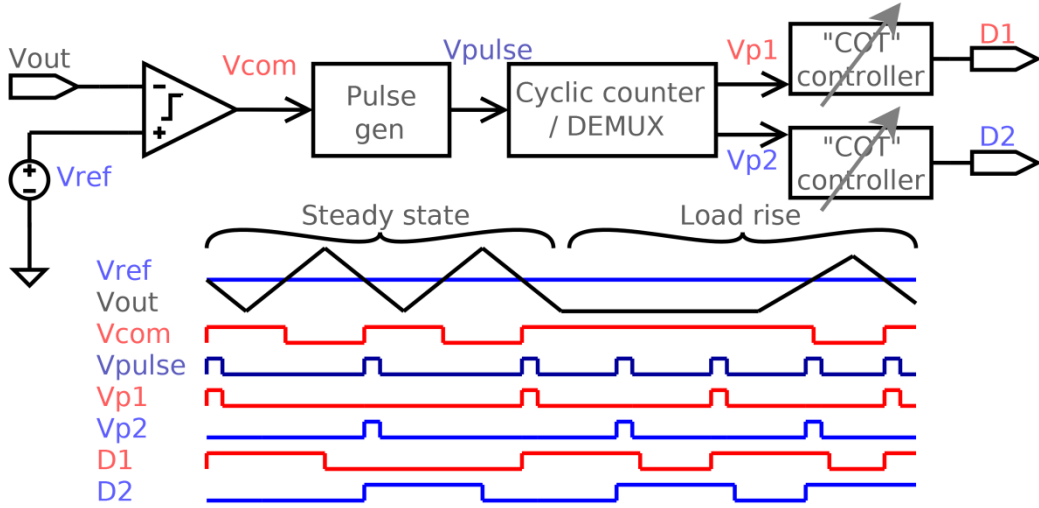 Vout
Vcom
Vpulse
Vp1
"COT"
controller
D1
Pulse
gen
Cyclic counter
/ DEMUX
Vref
Vp2
"COT"
controller
D2
Steady state
Load rise
Vref
Vout
Vcom
Vpulse
Vp1
Vp2
D1
D2